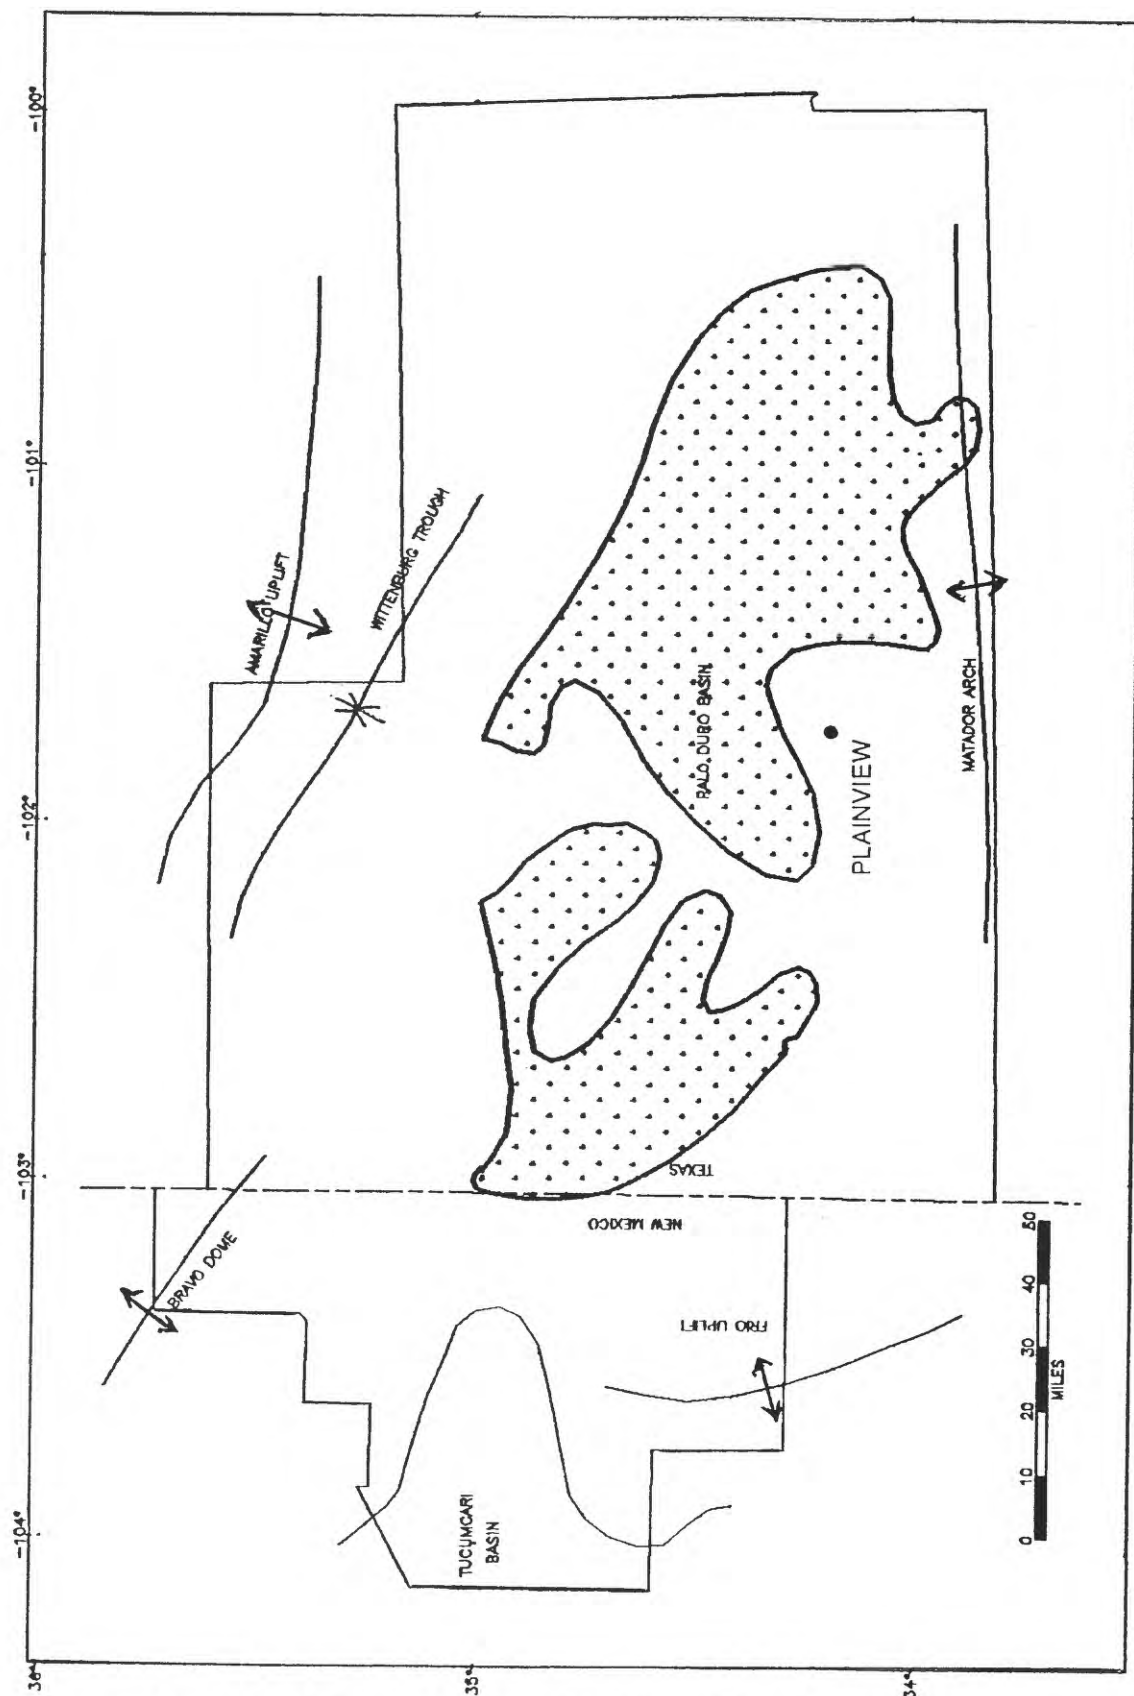 -100°
-101°
-102°
-103°
-104°
36°
35°
34°
AMARILLO UPLIFT
WITTENBURG TROUGH
BRAVO DOME
PALO DURO BASIN
PLAINVIEW
MATADOR ARCH
TEXAS
NEW MEXICO
FRIO UPLIFT
TUCUMCARI
BASIN
0 10 20 30 40 50
MILES